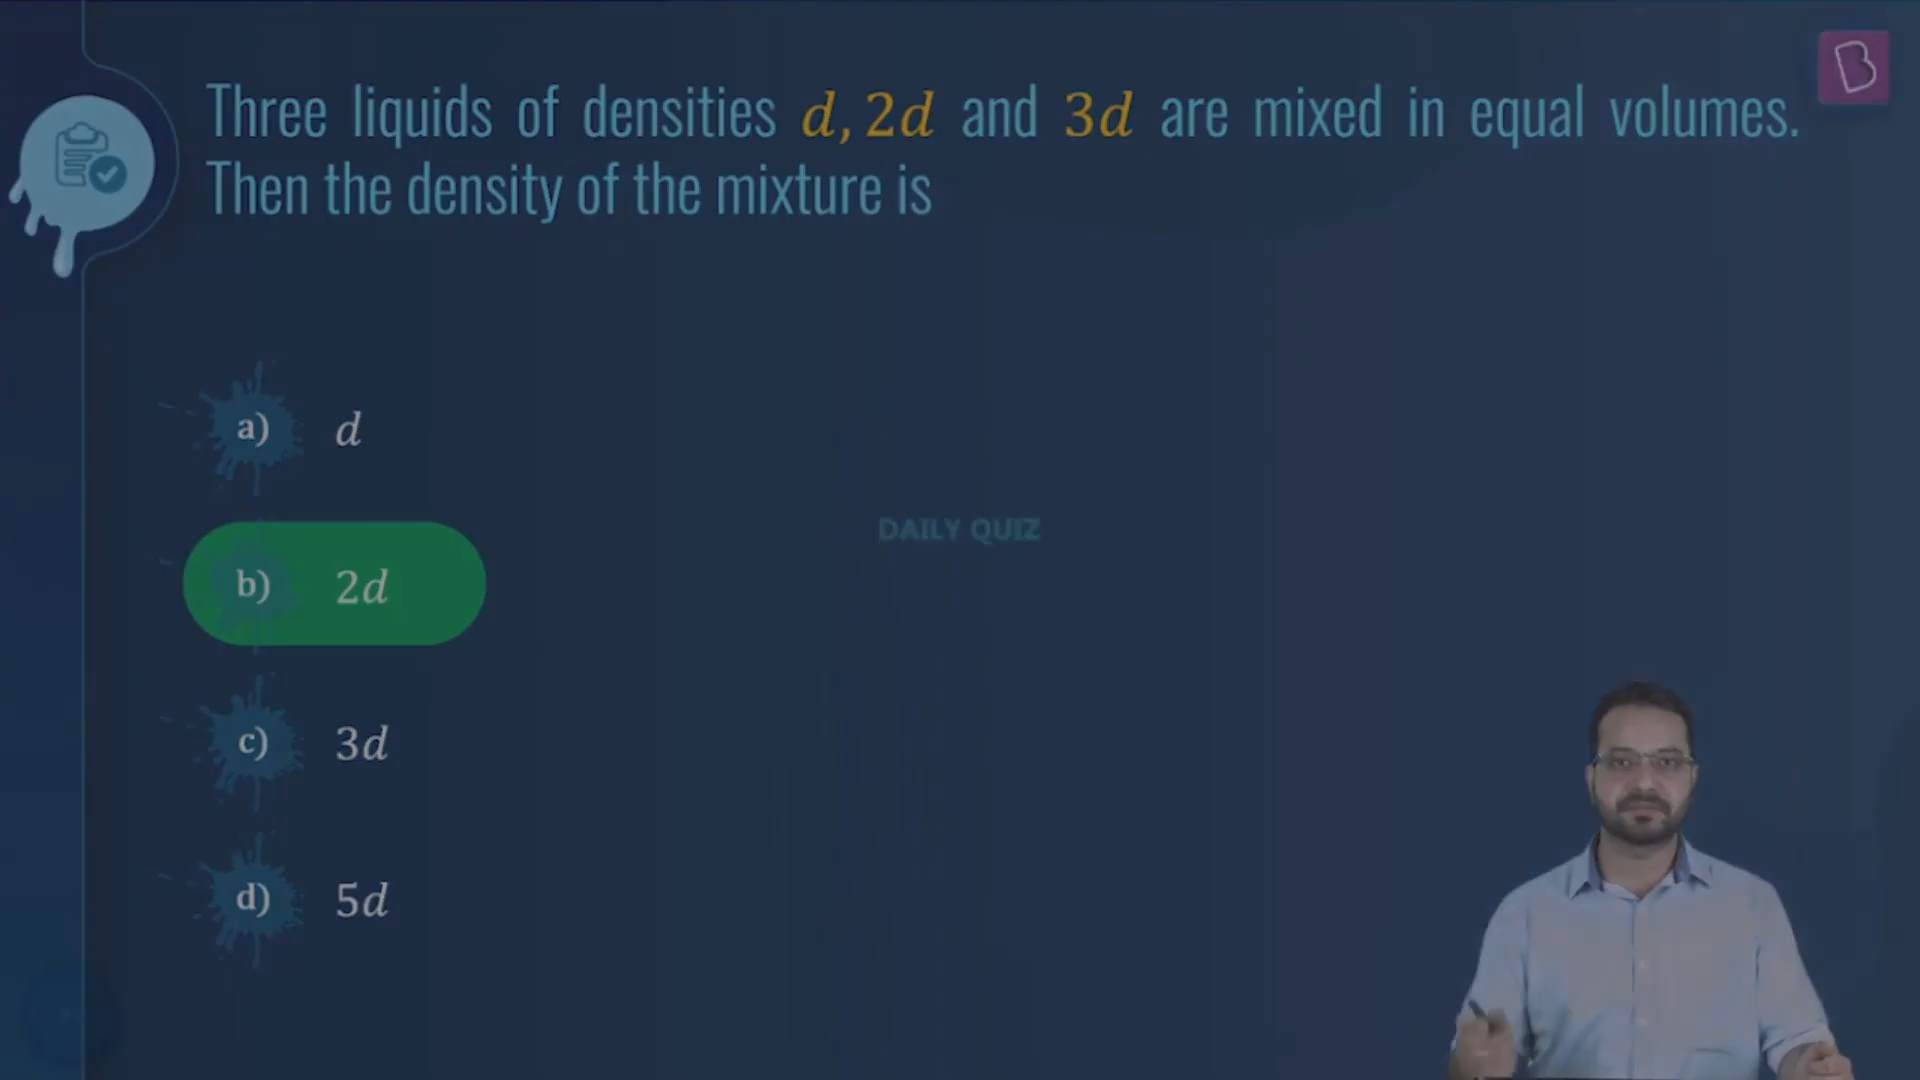 Three liquids of densities d, 2d and 3d are mixed in equal volumes.
Then the density of the mixture is
a) d
DAILY QUIZ
b) 2d
c) 3d
d) 5d
B